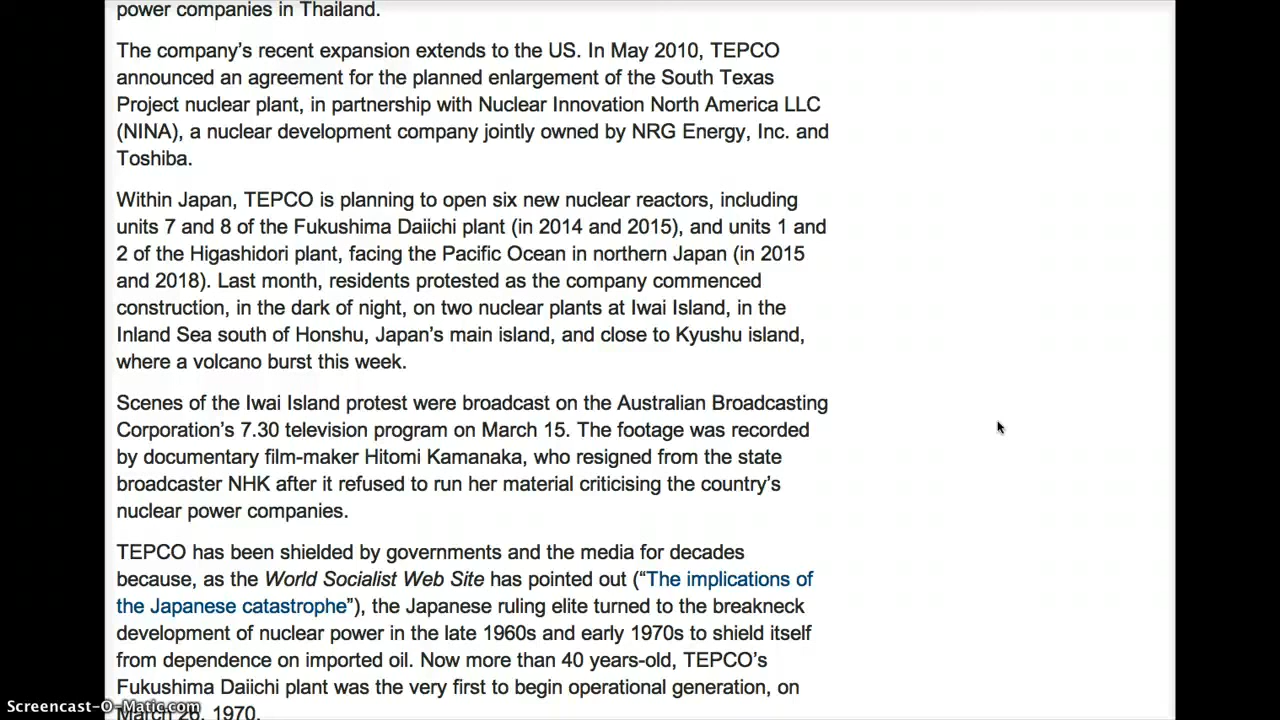 power companies in Thailand.
The company’s recent expansion extends to the US. In May 2010, TEPCO
announced an agreement for the planned enlargement of the South Texas
Project nuclear plant, in partnership with Nuclear Innovation North America LLC
(NINA), a nuclear development company jointly owned by NRG Energy, Inc. and
Toshiba.
Within Japan, TEPCO is planning to open six new nuclear reactors, including
units 7 and 8 of the Fukushima Daiichi plant (in 2014 and 2015), and units 1 and
2 of the Higashidori plant, facing the Pacific Ocean in northern Japan (in 2015
and 2018). Last month, residents protested as the company commenced
construction, in the dark of night, on two nuclear plants at Iwai Island, in the
Inland Sea south of Honshu, Japan’s main island, and close to Kyushu island,
where a volcano burst this week.
Scenes of the Iwai Island protest were broadcast on the Australian Broadcasting
Corporation’s 7.30 television program on March 15. The footage was recorded
by documentary film-maker Hitomi Kamanaka, who resigned from the state
broadcaster NHK after it refused to run her material criticising the country’s
nuclear power companies.
TEPCO has been shielded by governments and the media for decades
because, as the World Socialist Web Site has pointed out (“The implications of
the Japanese catastrophe”), the Japanese ruling elite turned to the breakneck
development of nuclear power in the late 1960s and early 1970s to shield itself
from dependence on imported oil. Now more than 40 years-old, TEPCO’s
Fukushima Daiichi plant was the very first to begin operational generation, on
March 26, 1970.
Screencast-O-Matic.com